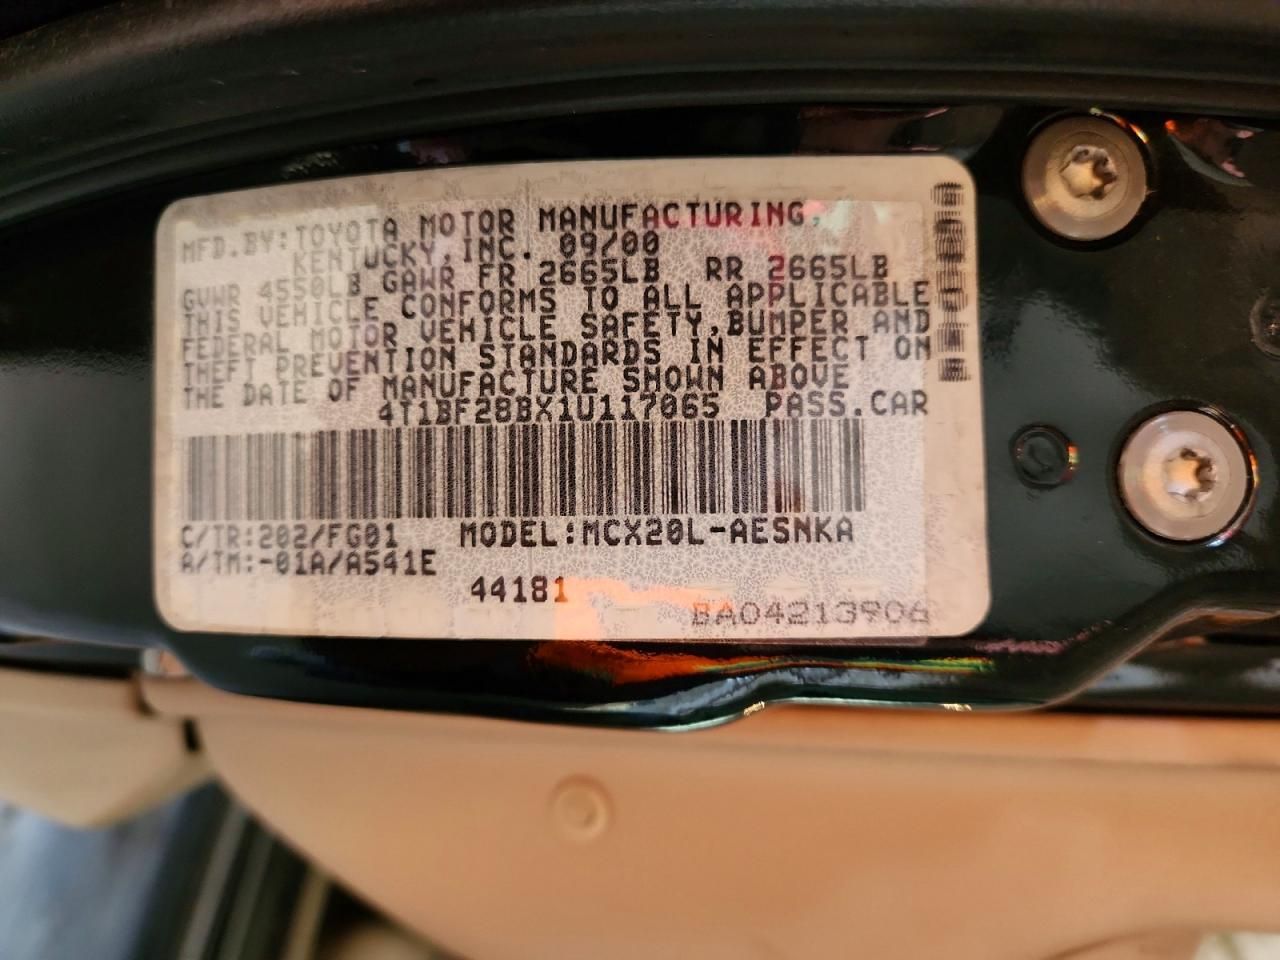 MFD.BY:TOYOTA MOTOR MANUFACTURING,
KENTUCKY,INC. 09/00
GVWR 4550LB GAWR FR 2665LB RR 2665LB
THIS VEHICLE CONFORMS TO ALL APPLICABLE
FEDERAL MOTOR VEHICLE SAFETY,BUMPER AND
THEFT PREVENTION STANDARDS IN EFFECT ON
THE DATE OF MANUFACTURE SHOWN ABOVE
4T1BF28BX1U117065 PASS.CAR
C/TR:202/FG01 MODEL:MCX20L-AESNKA
A/TM:-01A/A541E
44181
BA04213906